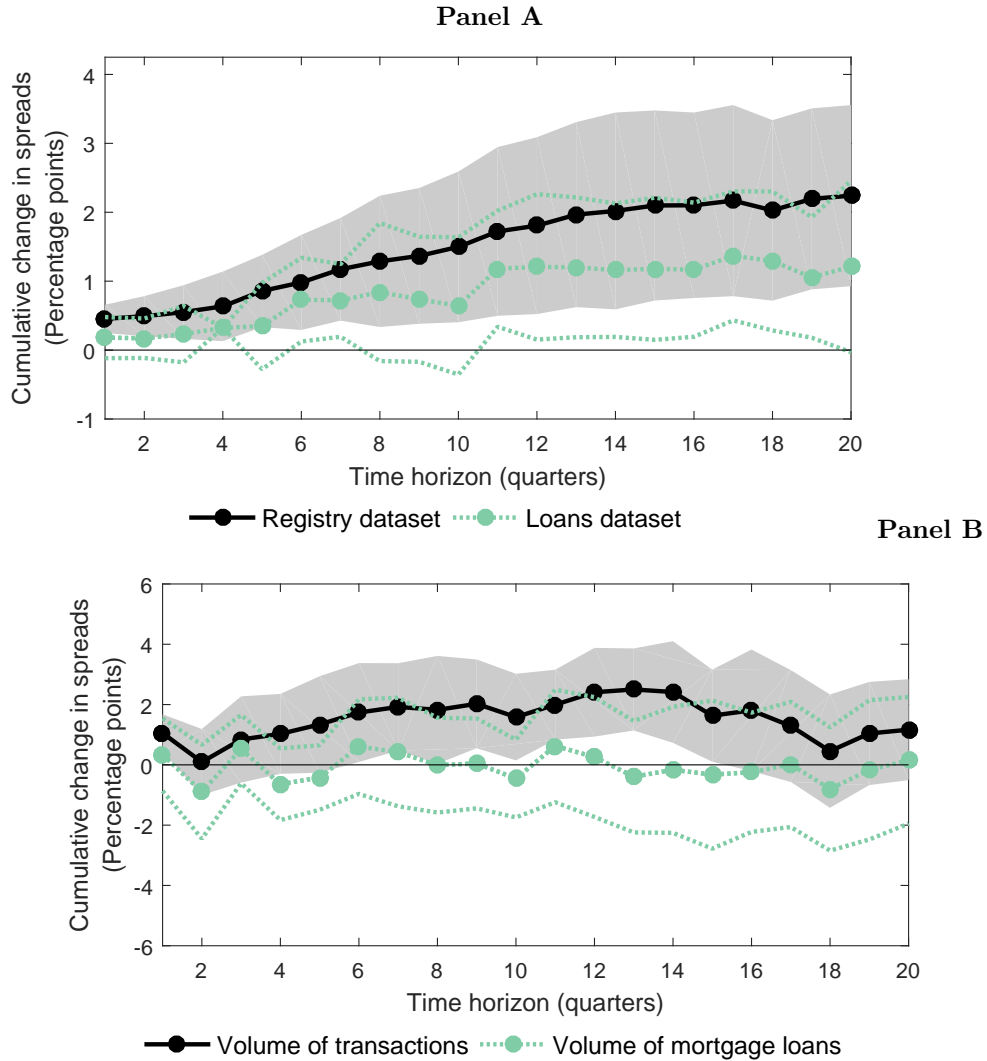 Panel A
Cumulative change in spreads
(Percentage points)
4
3
2
1
0
-1
2 4 6 8 10 12 14 16 18 20
Time horizon (quarters)
Registry dataset Loans dataset
Panel B
Cumulative change in spreads
(Percentage points)
6
4
2
0
-2
-4
-6
2 4 6 8 10 12 14 16 18 20
Time horizon (quarters)
Volume of transactions Volume of mortgage loans